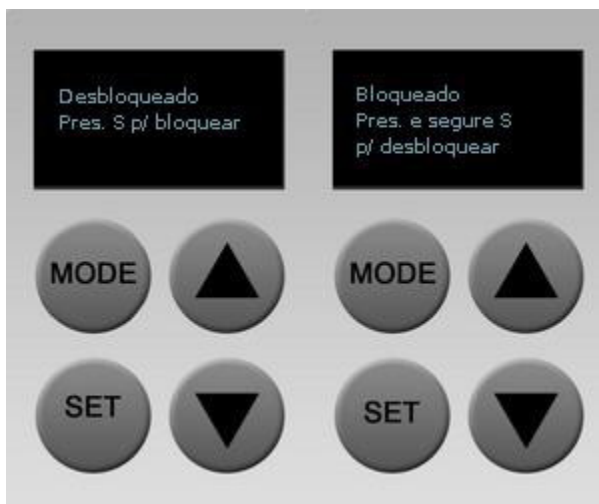 Desbloqueado
Pres. S p/ bloquear
Bloqueado
Pres. e segure S
p/ desbloquear
MODE
SET
MODE
SET